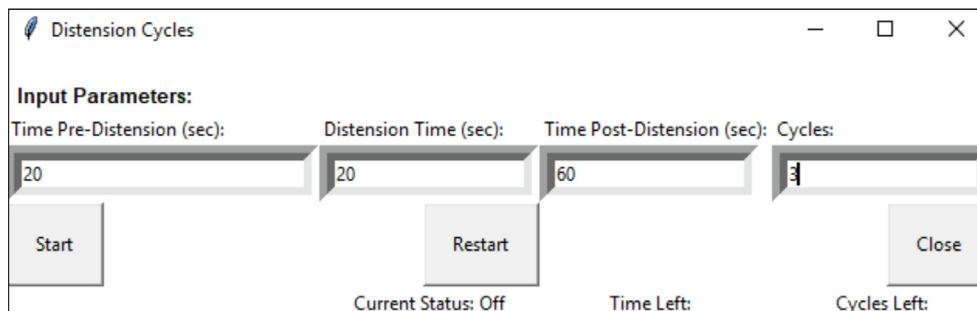 Distension Cycles
Input Parameters:
Time Pre-Distension (sec): Distension Time (sec): Time Post-Distension (sec): Cycles:
20 20 60 3
Start Restart Close
Current Status: Off Time Left: Cycles Left: